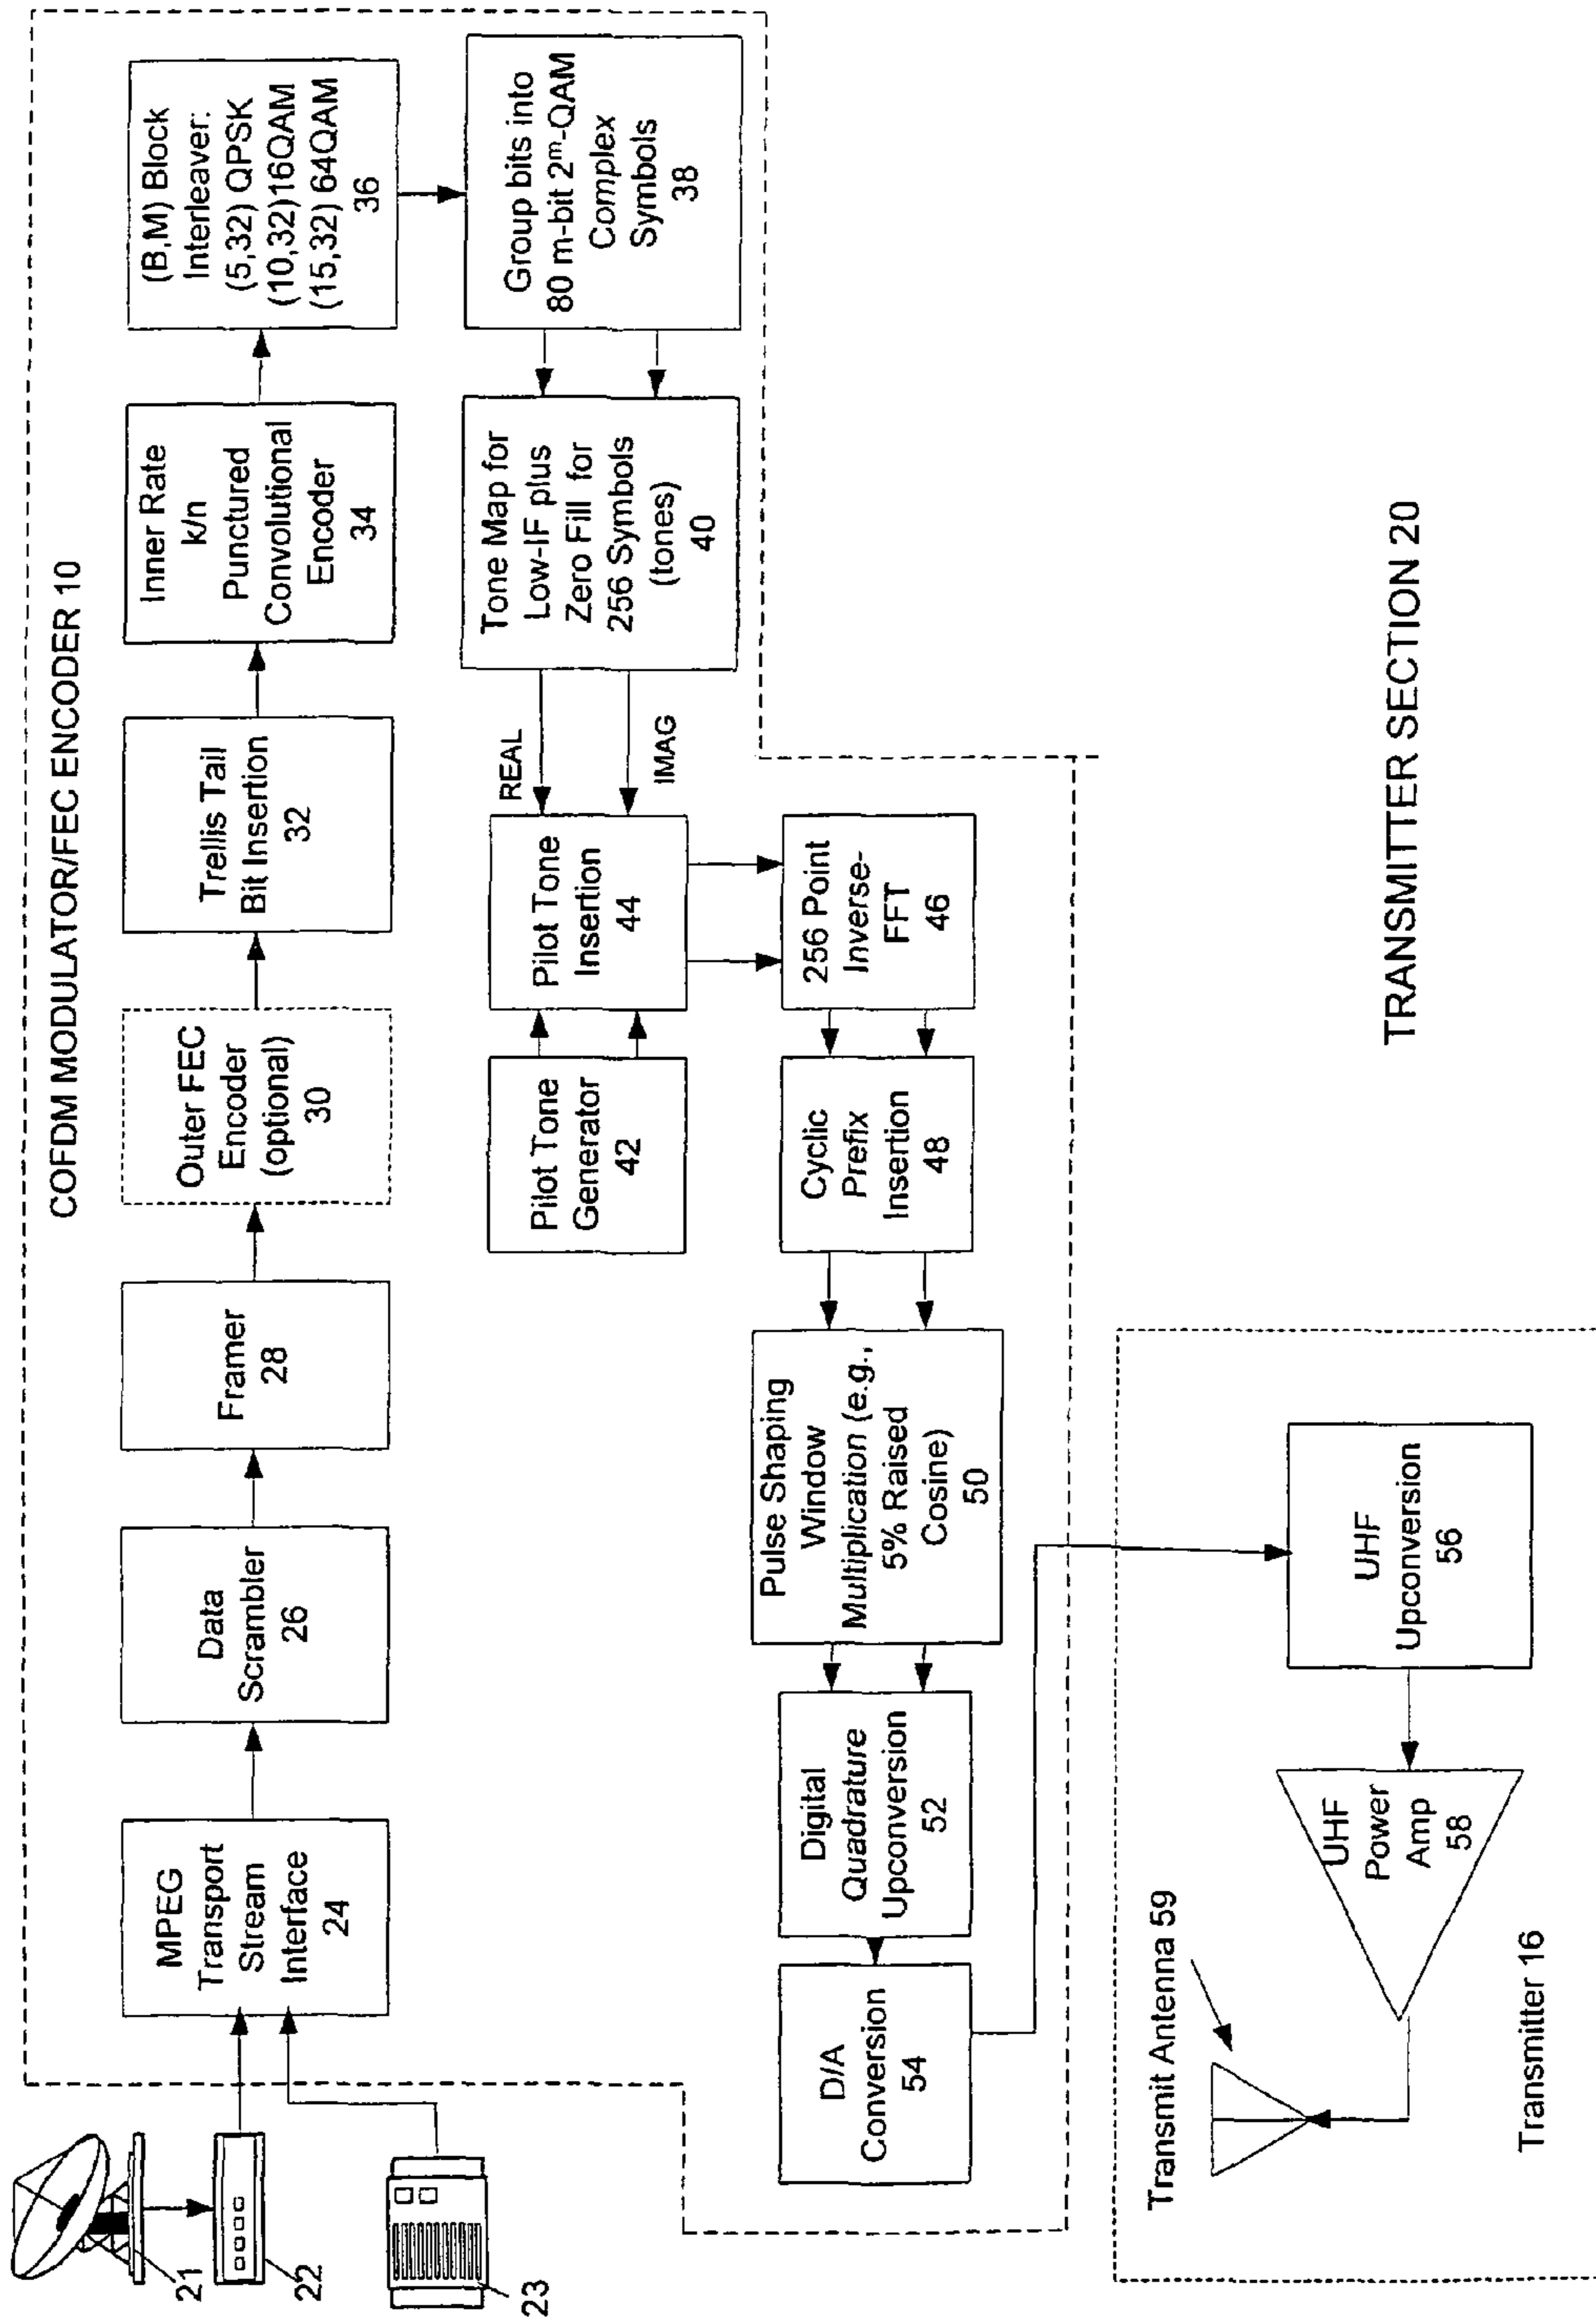 COFDM MODULATOR/FEC ENCODER 10
21
22
23
MPEG
Transport
Stream
Interface
24
Data
Scrambler
26
Framer
28
Outer FEC
Encoder
(optional)
30
Trellis Tail
Bit Insertion
32
Inner Rate
k/n
Punctured
Convolutional
Encoder
34
(B,M) Block
Interleaver:
(5,32) QPSK
(10,32)16QAM
(15,32) 64QAM
36
Group bits into
80 m-bit 2ᵐ-QAM
Complex
Symbols
38
Tone Map for
Low-IF plus
Zero Fill for
256 Symbols
(tones)
40
REAL
IMAG
Pilot Tone
Generator
42
Pilot Tone
Insertion
44
256 Point
Inverse-
FFT
46
Cyclic
Prefix
Insertion
48
Pulse Shaping
Window
Multiplication (e.g.,
5% Raised
Cosine)
50
Digital
Quadrature
Upconversion
52
D/A
Conversion
54
UHF
Upconversion
56
UHF
Power
Amp
58
Transmit Antenna 59
Transmitter 16
TRANSMITTER SECTION 20